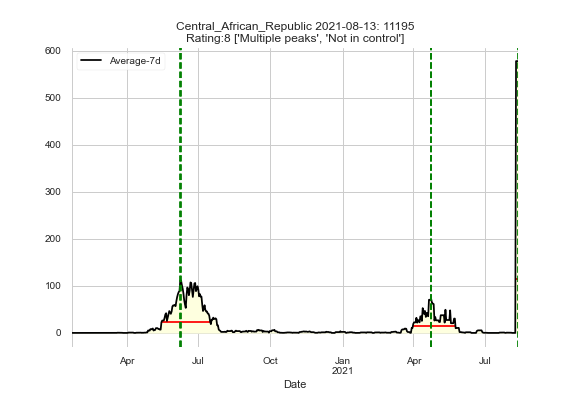 Central_African_Republic 2021-08-13: 11195
Rating:8 ['Multiple peaks', 'Not in control']
Average-7d
600
500
400
300
200
100
0
Apr
Jul
Oct
Jan
2021
Apr
Jul
Date